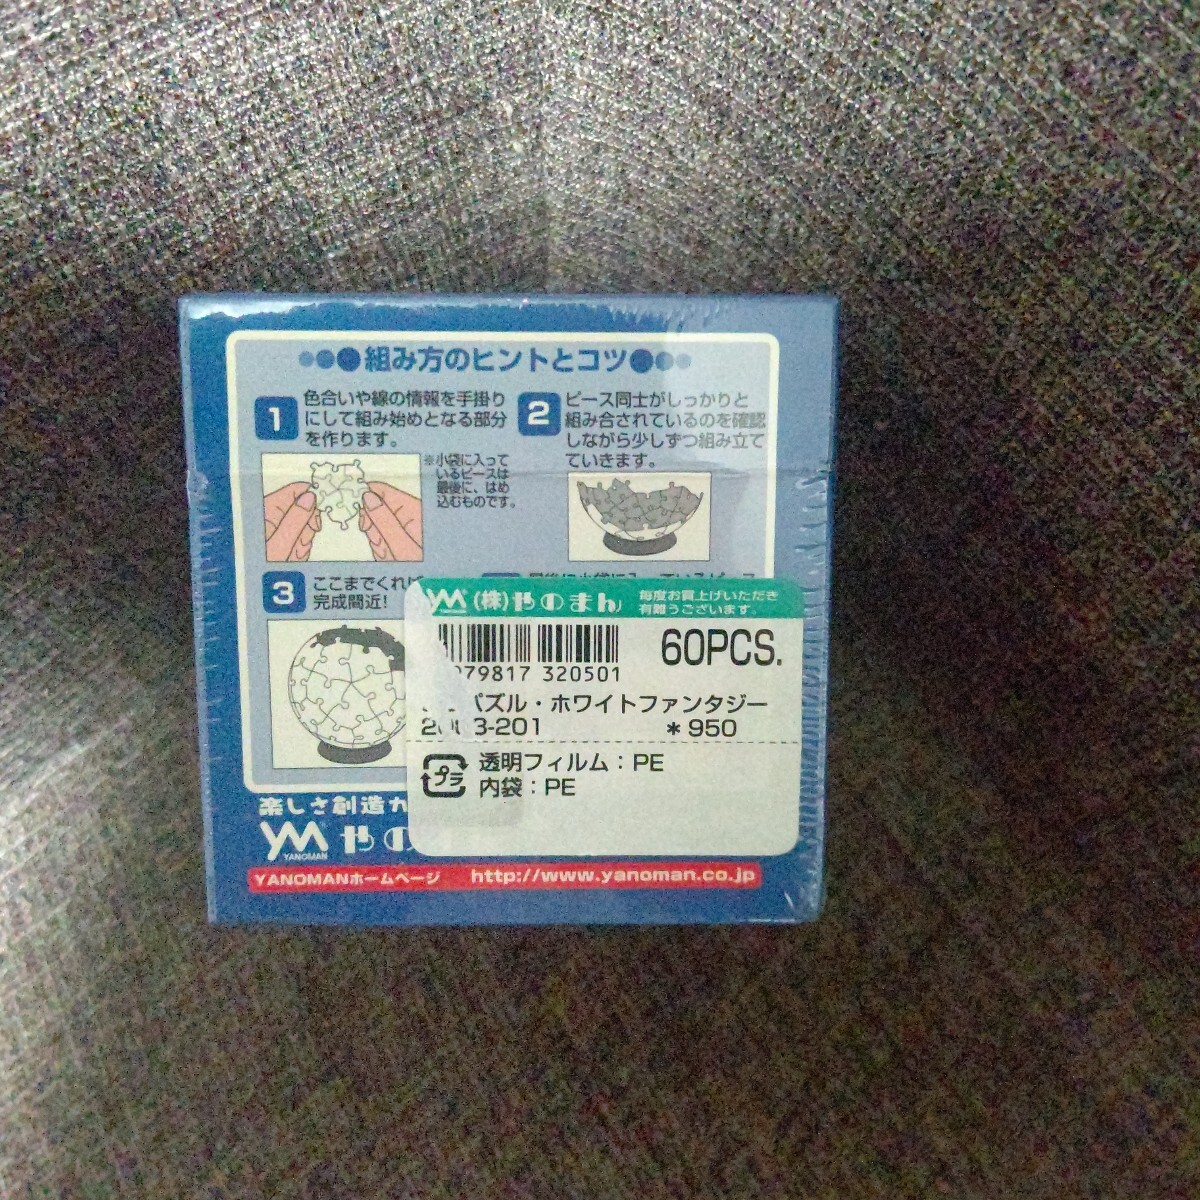 組み方のヒントとコツ
1
色合いや線の情報を手掛り
にして組み始めとなる部分
を作ります。
※小袋に入って
いるピースは
最後に、はめ
込むものです。
2
ピース同士がしっかりと
組み合されているのを確認
しながら少しずつ組み立て
ていきます。
3
ここまでくれば
完成間近!
YM (株)やのまん
毎度お買上げいただき
有難うございます。
60PCS.
79817 320501
パズル・ホワイトファンタジー
3-201 *950
プラ
透明フィルム:PE
内袋:PE
楽しさ創造カ
YM やの
YANOMAN
YANOMANホームページ http://www.yanoman.co.jp